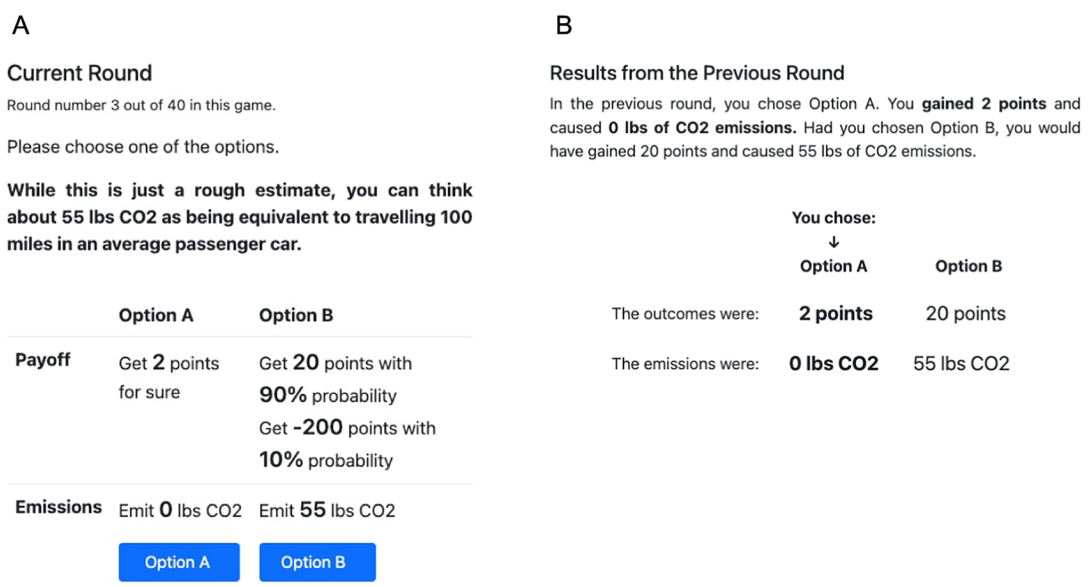 A
Current Round
Round number 3 out of 40 in this game.
Please choose one of the options.
While this is just a rough estimate, you can think
about 55 lbs CO2 as being equivalent to travelling 100
miles in an average passenger car.
Option A Option B
Payoff Get 2 points Get 20 points with
for sure 90% probability
Get -200 points with
10% probability
Emissions Emit 0 lbs CO2 Emit 55 lbs CO2
Option A Option B
B
Results from the Previous Round
In the previous round, you chose Option A. You gained 2 points and
caused 0 lbs of CO2 emissions. Had you chosen Option B, you would
have gained 20 points and caused 55 lbs of CO2 emissions.
You chose:
↓
Option A Option B
The outcomes were: 2 points 20 points
The emissions were: 0 lbs CO2 55 lbs CO2